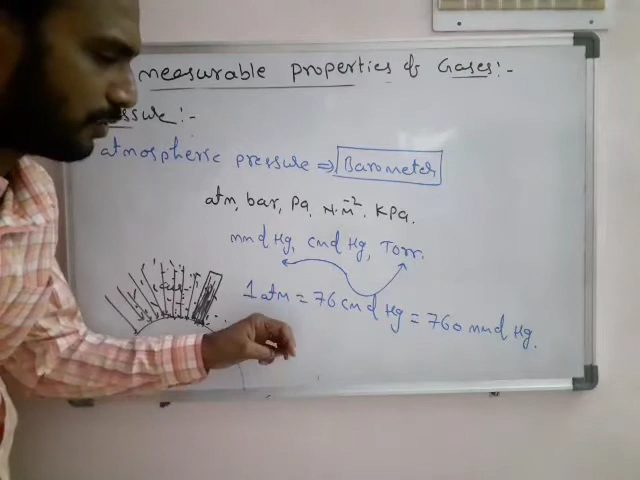 measurable properties of Gases:-
ssure :-
atmospheric pressure ⇒ Barometer
atm, bar, Pa, N.m⁻², KPa.
mm of Hg, cm of Hg, Torr.
1 atm = 76 cm of Hg = 760 mm of Hg.